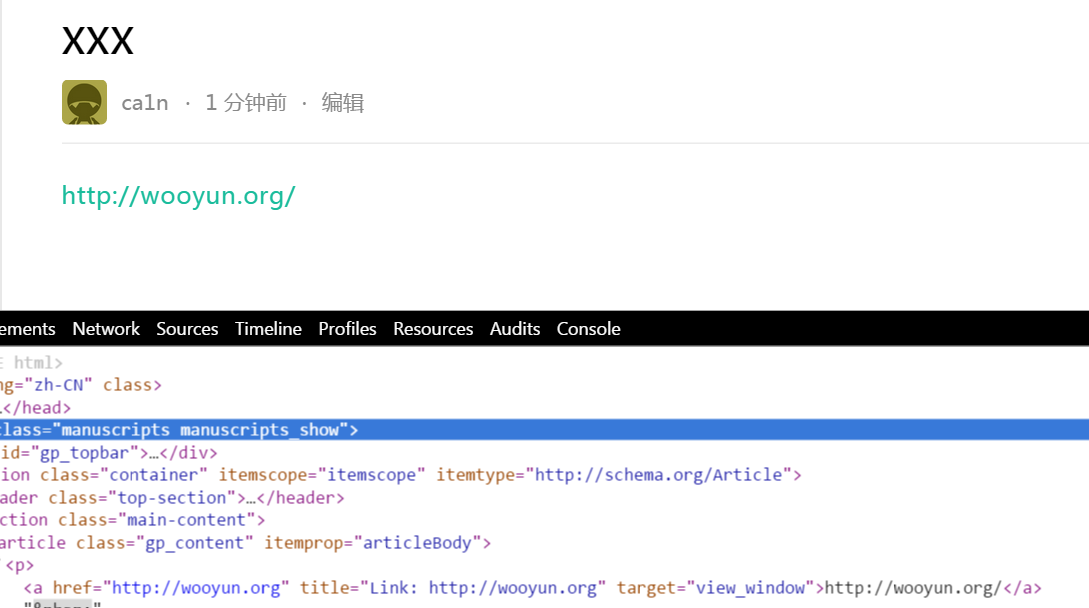 XXX
ca1n · 1 分钟前 · 编辑
http://wooyun.org/
ements Network Sources Timeline Profiles Resources Audits Console
E html>
ng="zh-CN" class>
…</head>
class="manuscripts manuscripts_show">
id="gp_topbar">…</div>
ion class="container" itemscope="itemscope" itemtype="http://schema.org/Article">
ader class="top-section">…</header>
ction class="main-content">
article class="gp_content" itemprop="articleBody">
<p>
<a href="http://wooyun.org" title="Link: http://wooyun.org" target="view_window">http://wooyun.org/</a>